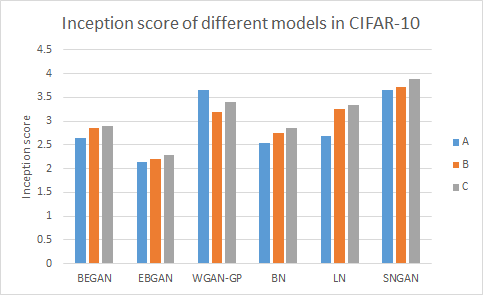 Inception score of different models in CIFAR-10
4.5
4
3.5
3
2.5
2
1.5
1
0.5
0
Inception score
BEGAN EBGAN WGAN-GP BN LN SNGAN
A
B
C